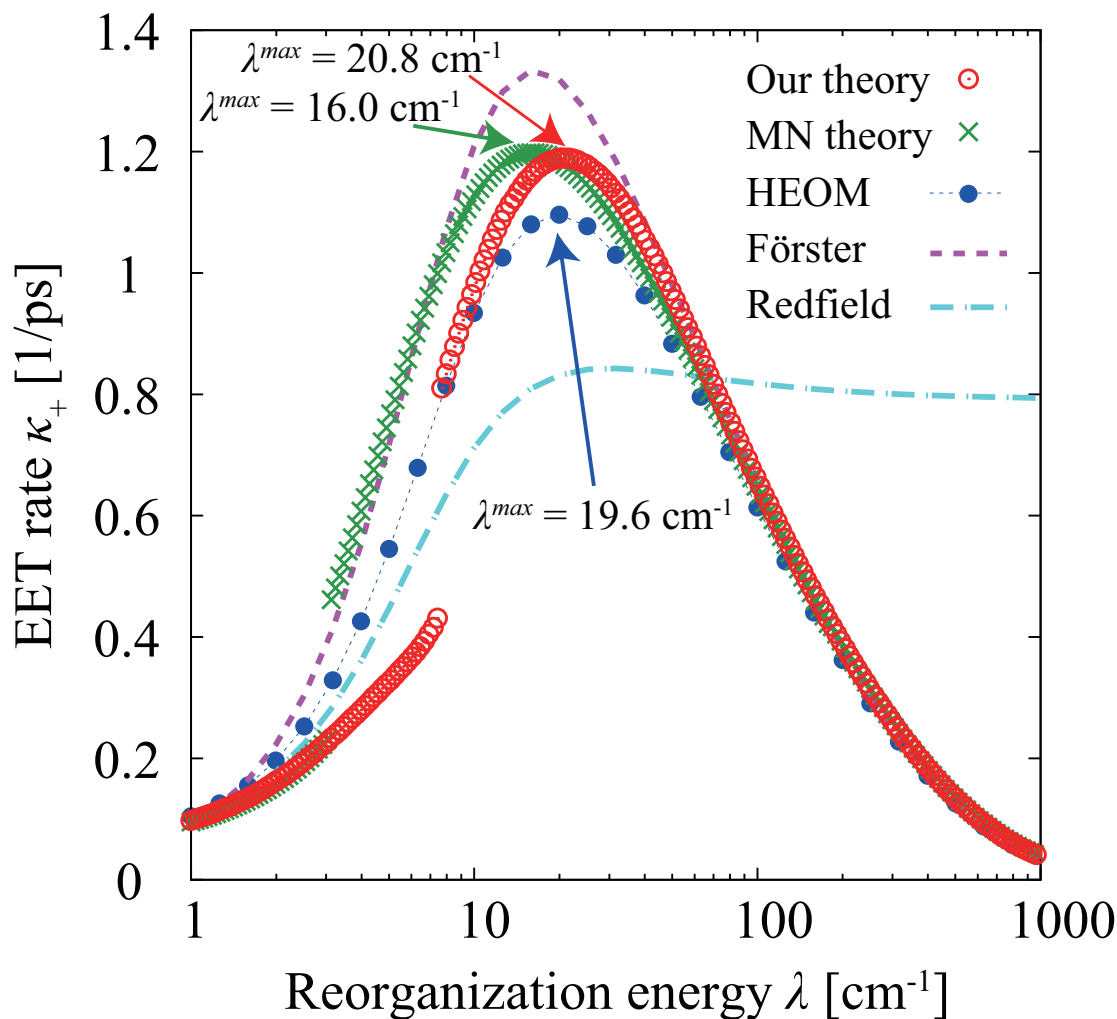 1.4
1.2
1
0.8
0.6
0.4
0.2
0
EET rate κ₊ [1/ps]
λᵐᵃˣ = 20.8 cm⁻¹
λᵐᵃˣ = 16.0 cm⁻¹
Our theory
MN theory
HEOM
Förster
Redfield
λᵐᵃˣ = 19.6 cm⁻¹
1 10 100 1000
Reorganization energy λ [cm⁻¹]